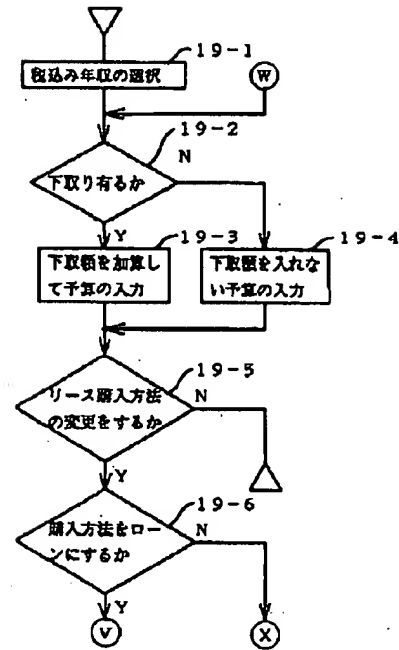 19-1
税込み年収の選択
W
19-2
N
下取り有るか
Y
19-3
19-4
下取額を加算し
て予算の入力
下取額を入れな
い予算の入力
19-5
リース購入方法
の変更をするか
N
Y
19-6
購入方法をロー
ンにするか
N
Y
V
X